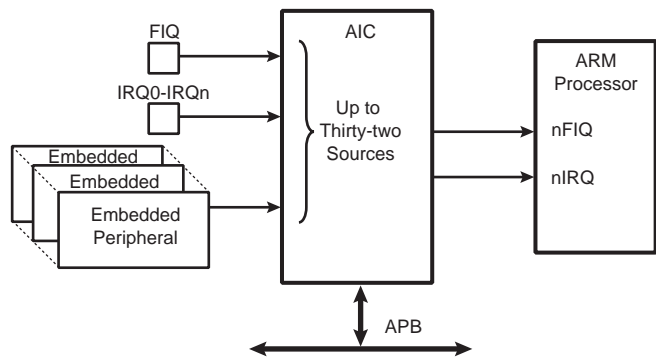 FIQ
IRQ0-IRQn
Embedded
Embedded
Embedded
Peripheral
AIC
Up to
Thirty-two
Sources
ARM
Processor
nFIQ
nIRQ
APB